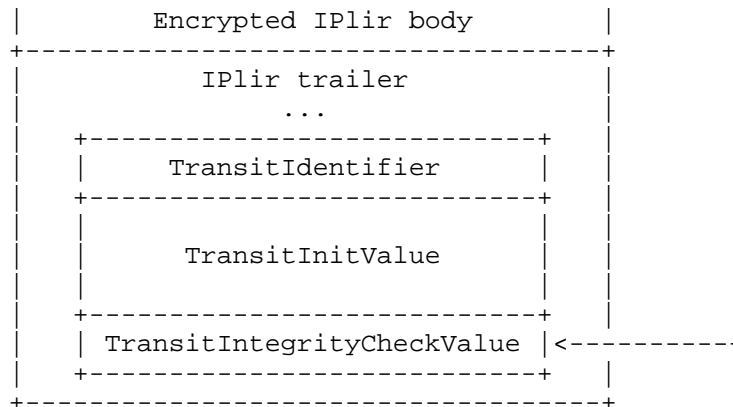 Encrypted IPlir body
IPlir trailer
...
TransitIdentifier
TransitInitValue
TransitIntegrityCheckValue